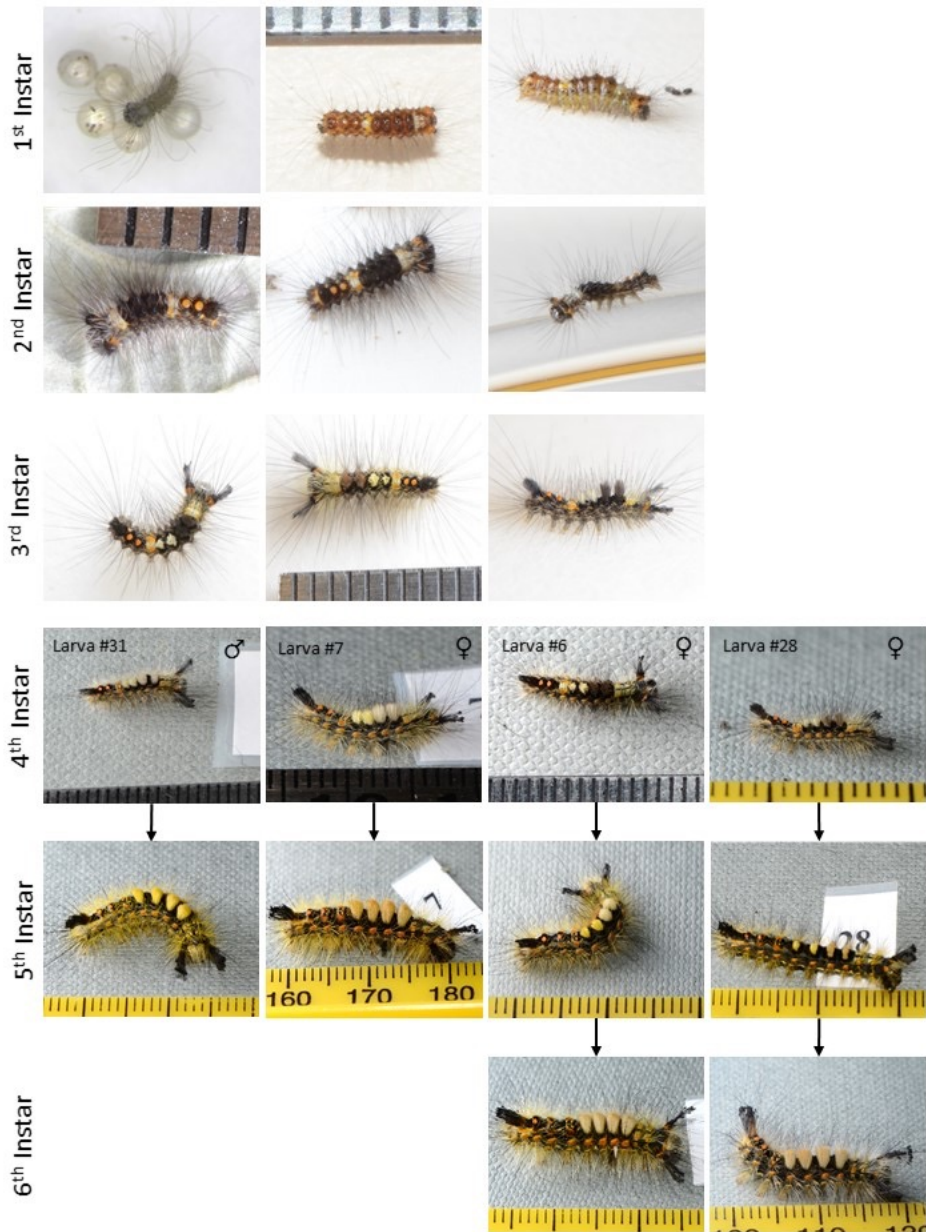 1st Instar
2nd Instar
3rd Instar
4th Instar
Larva #31 ♂
Larva #7 ♀
Larva #6 ♀
Larva #28 ♀
5th Instar
7
28
160 170 180
6th Instar
110